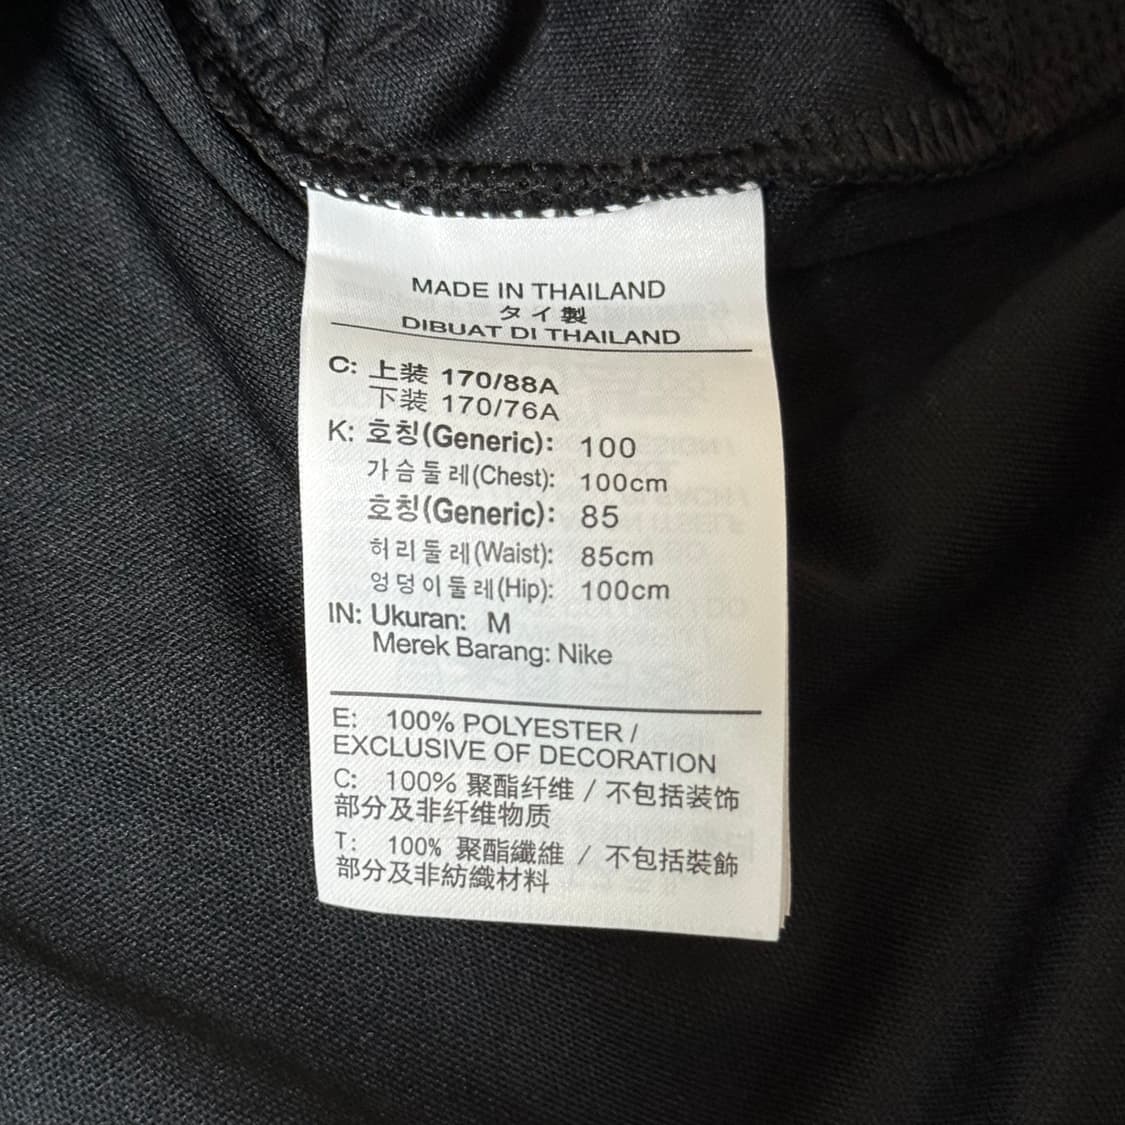 MADE IN THAILAND
タイ製
DIBUAT DI THAILAND
C: 上装 170/88A
下装 170/76A
K: 호칭(Generic): 100
가슴둘레(Chest): 100cm
호칭(Generic): 85
허리둘레(Waist): 85cm
엉덩이둘레(Hip): 100cm
IN: Ukuran: M
Merek Barang: Nike
E: 100% POLYESTER /
EXCLUSIVE OF DECORATION
C: 100% 聚酯纤维 / 不包括装饰
部分及非纤维物质
T: 100% 聚酯纖維 / 不包括裝飾
部分及非紡織材料